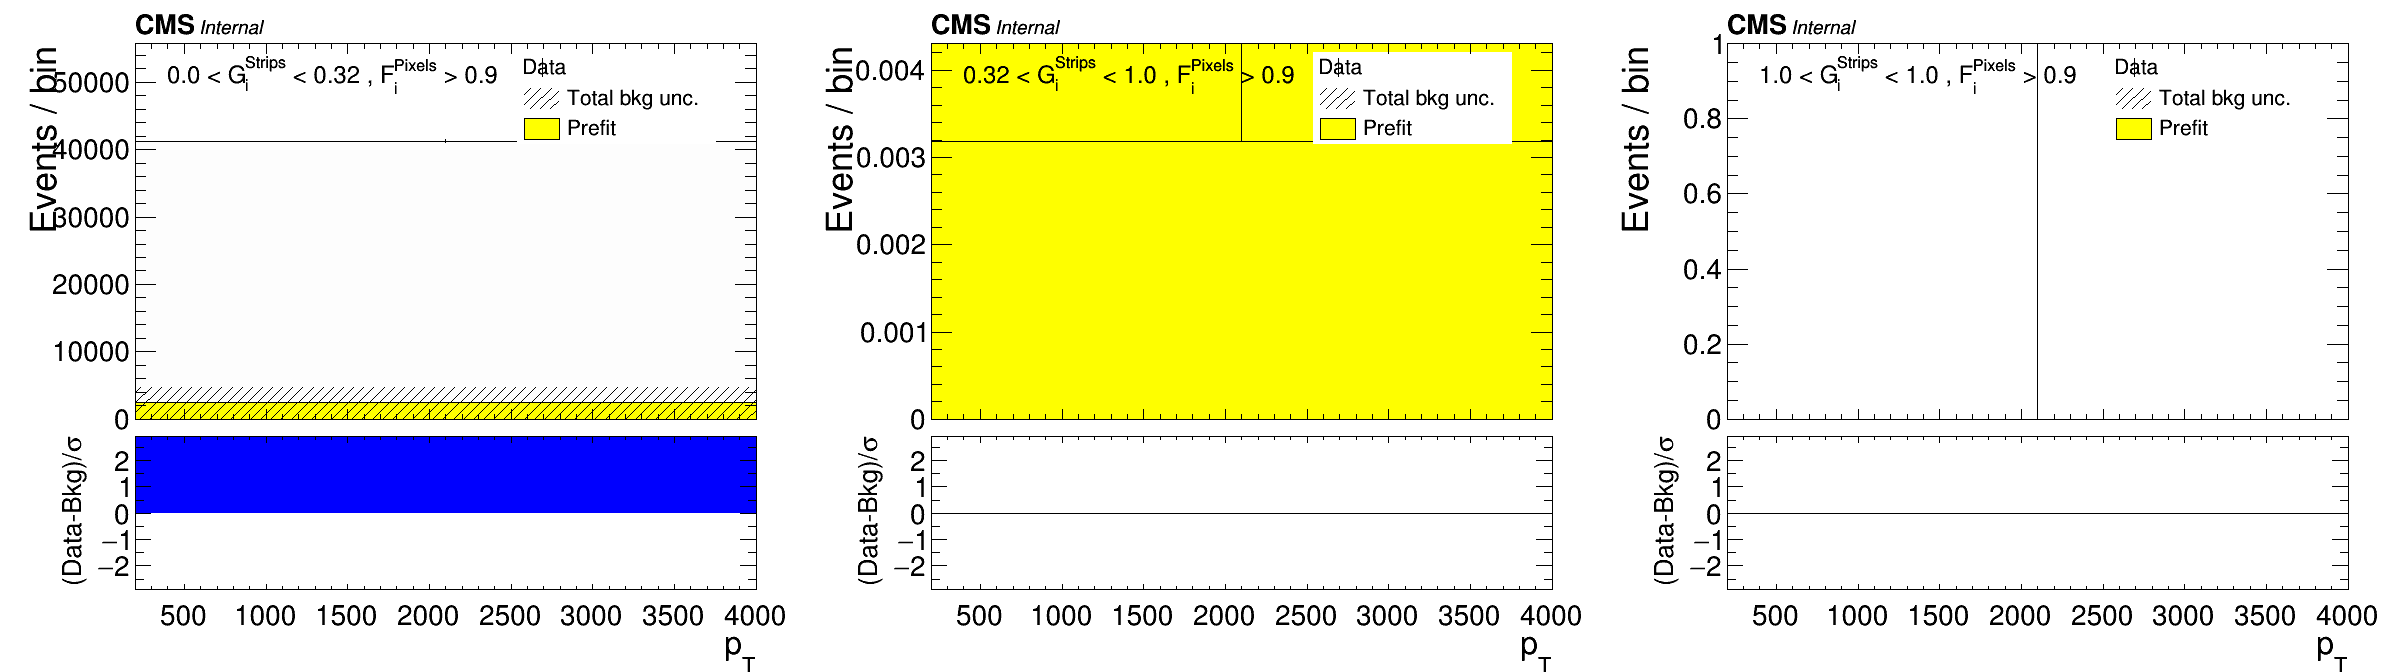 CMS Internal
Events / bin
0.0 < G_i^Strips < 0.32 , F_i^Pixels > 0.9
Data
Total bkg unc.
Prefit
50000
40000
30000
20000
10000
0
(Data-Bkg)/σ
2
1
0
−1
−2
500 1000 1500 2000 2500 3000 3500 4000
p_T
CMS Internal
Events / bin
0.32 < G_i^Strips < 1.0 , F_i^Pixels > 0.9
Data
Total bkg unc.
Prefit
0.004
0.003
0.002
0.001
0
(Data-Bkg)/σ
2
1
0
−1
−2
500 1000 1500 2000 2500 3000 3500 4000
p_T
CMS Internal
Events / bin
1.0 < G_i^Strips < 1.0 , F_i^Pixels > 0.9
Data
Total bkg unc.
Prefit
1
0.8
0.6
0.4
0.2
0
(Data-Bkg)/σ
2
1
0
−1
−2
500 1000 1500 2000 2500 3000 3500 4000
p_T